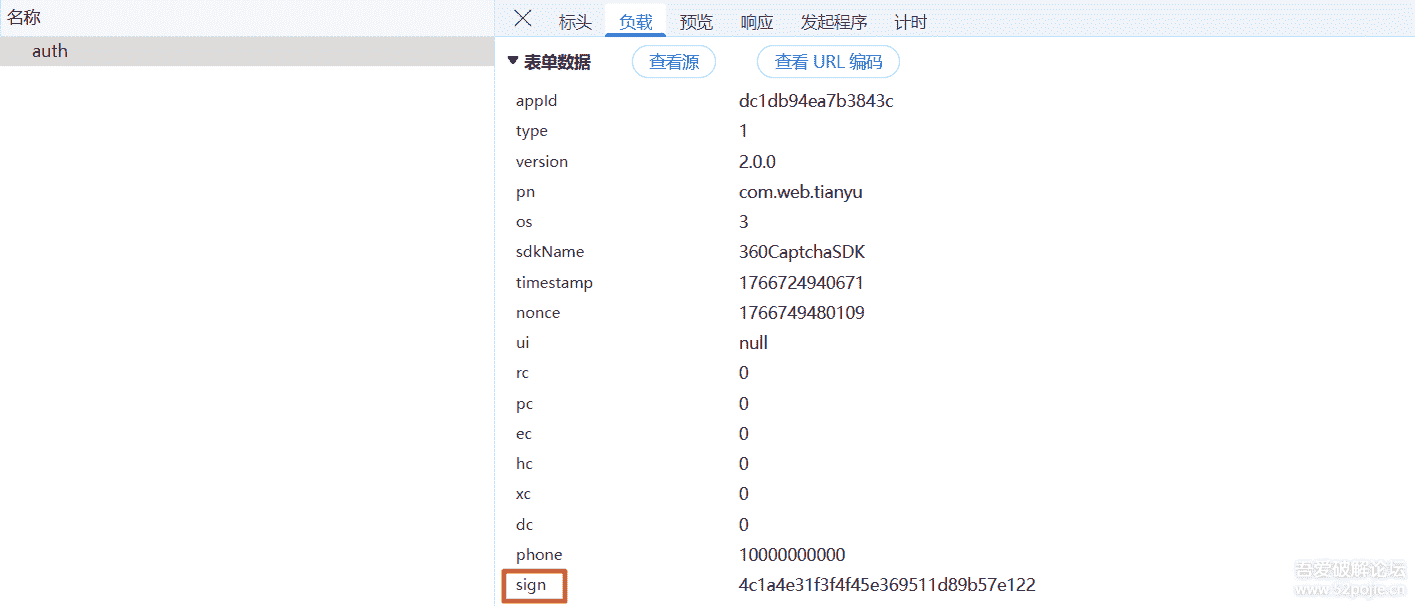 名称
auth
标头 负载 预览 响应 发起程序 计时
表单数据 查看源 查看 URL 编码
appId dc1db94ea7b3843c
type 1
version 2.0.0
pn com.web.tianyu
os 3
sdkName 360CaptchaSDK
timestamp 1766724940671
nonce 1766749480109
ui null
rc 0
pc 0
ec 0
hc 0
xc 0
dc 0
phone 10000000000
sign 4c1a4e31f3f4f45e369511d89b57e122
吾爱破解论坛
www.52pojie.cn